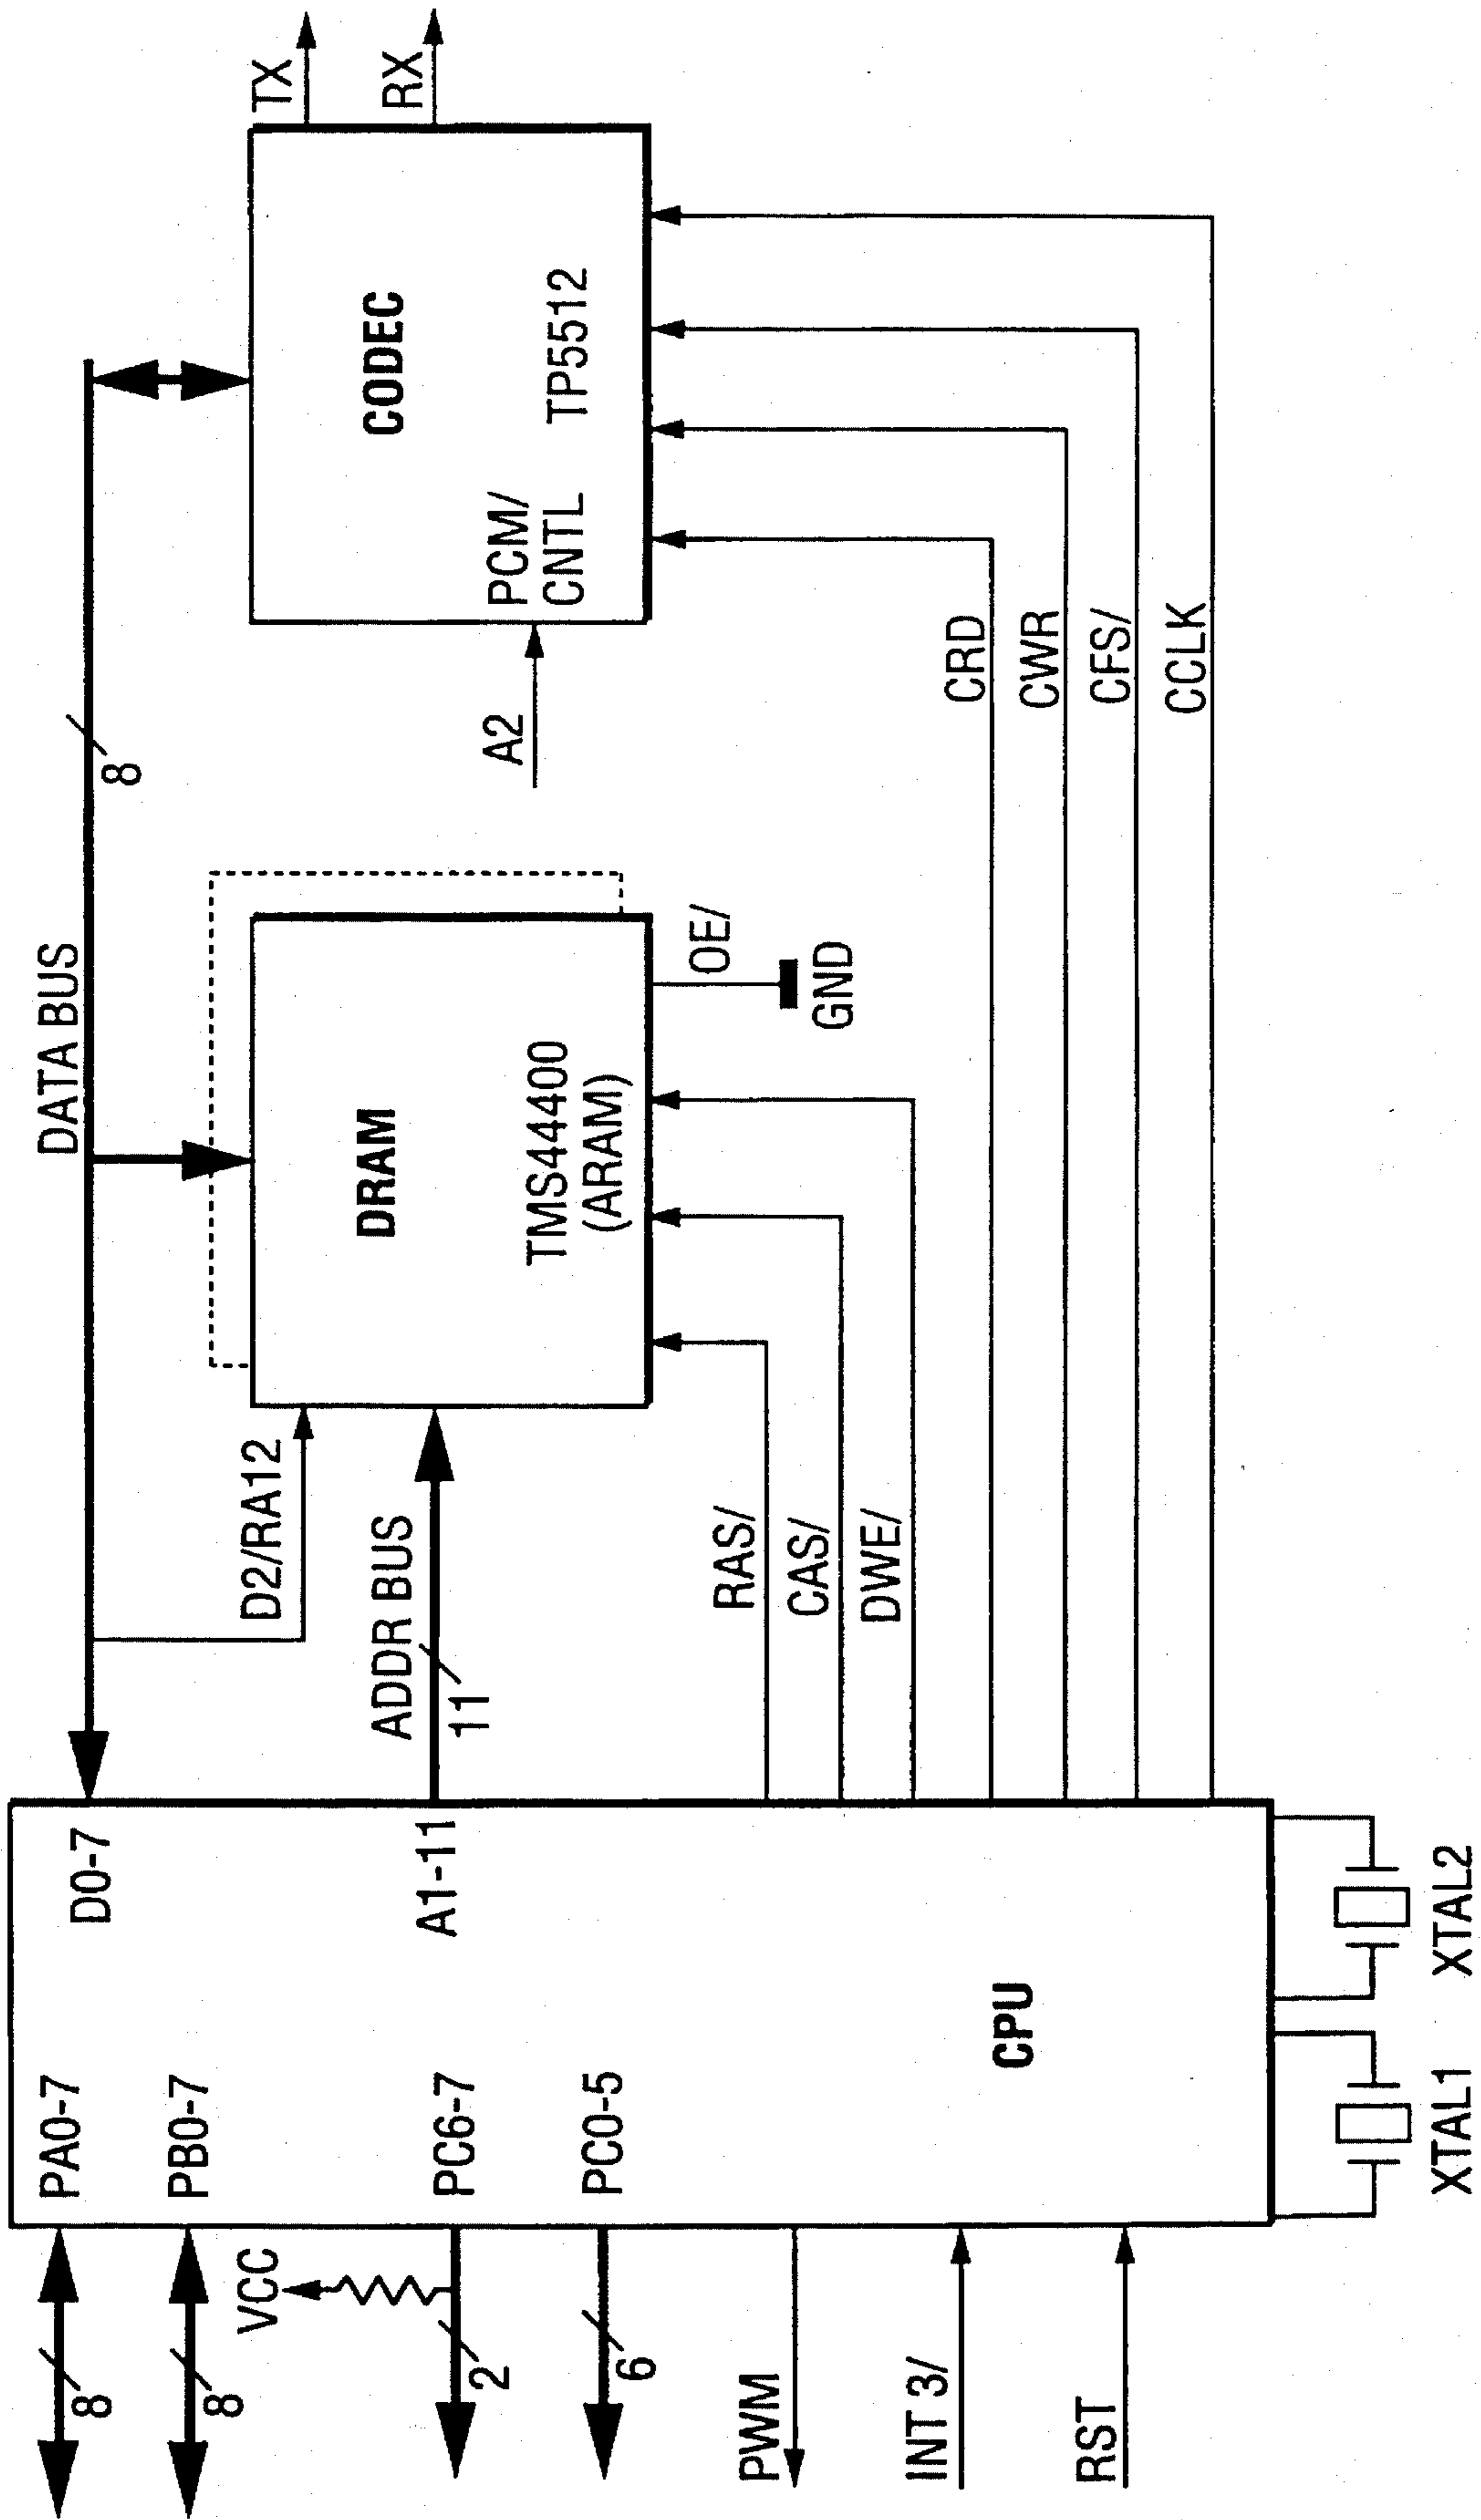 PA0-7
8
PB0-7
8
VCC
PC6-7
2
PC0-5
6
PWM
INT 3/
RST
CPU
XTAL1
XTAL2
D0-7
A1-11
DATA BUS
8
D2/RA12
ADDR BUS
11
RAS/
CAS/
DWE/
DRAM
TMS44400
(ARAM)
OE/
GND
A2
PCM/
CNTL
CODEC
TP5512
TX
RX
CRD
CWR
CFS/
CCLK